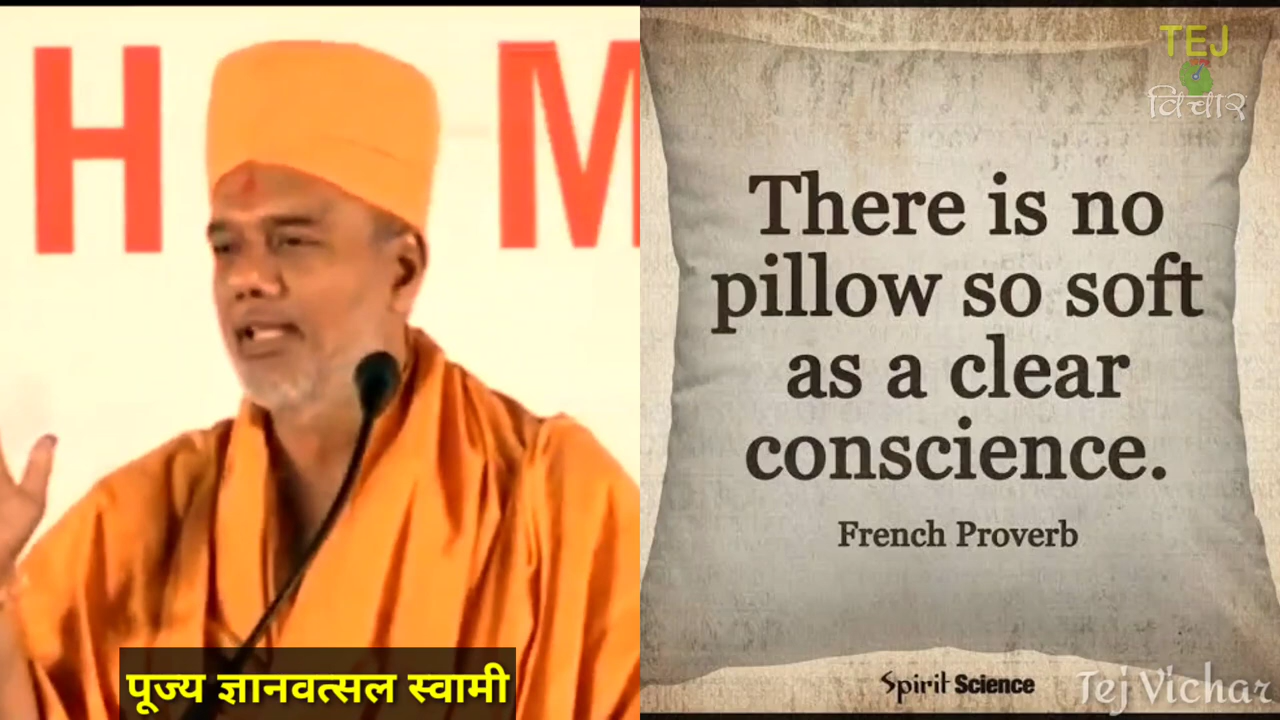 H M
पूज्य ज्ञानवत्सल स्वामी
TEJ
विचार
There is no
pillow so soft
as a clear
conscience.
French Proverb
Spirit Science
Tej Vichar